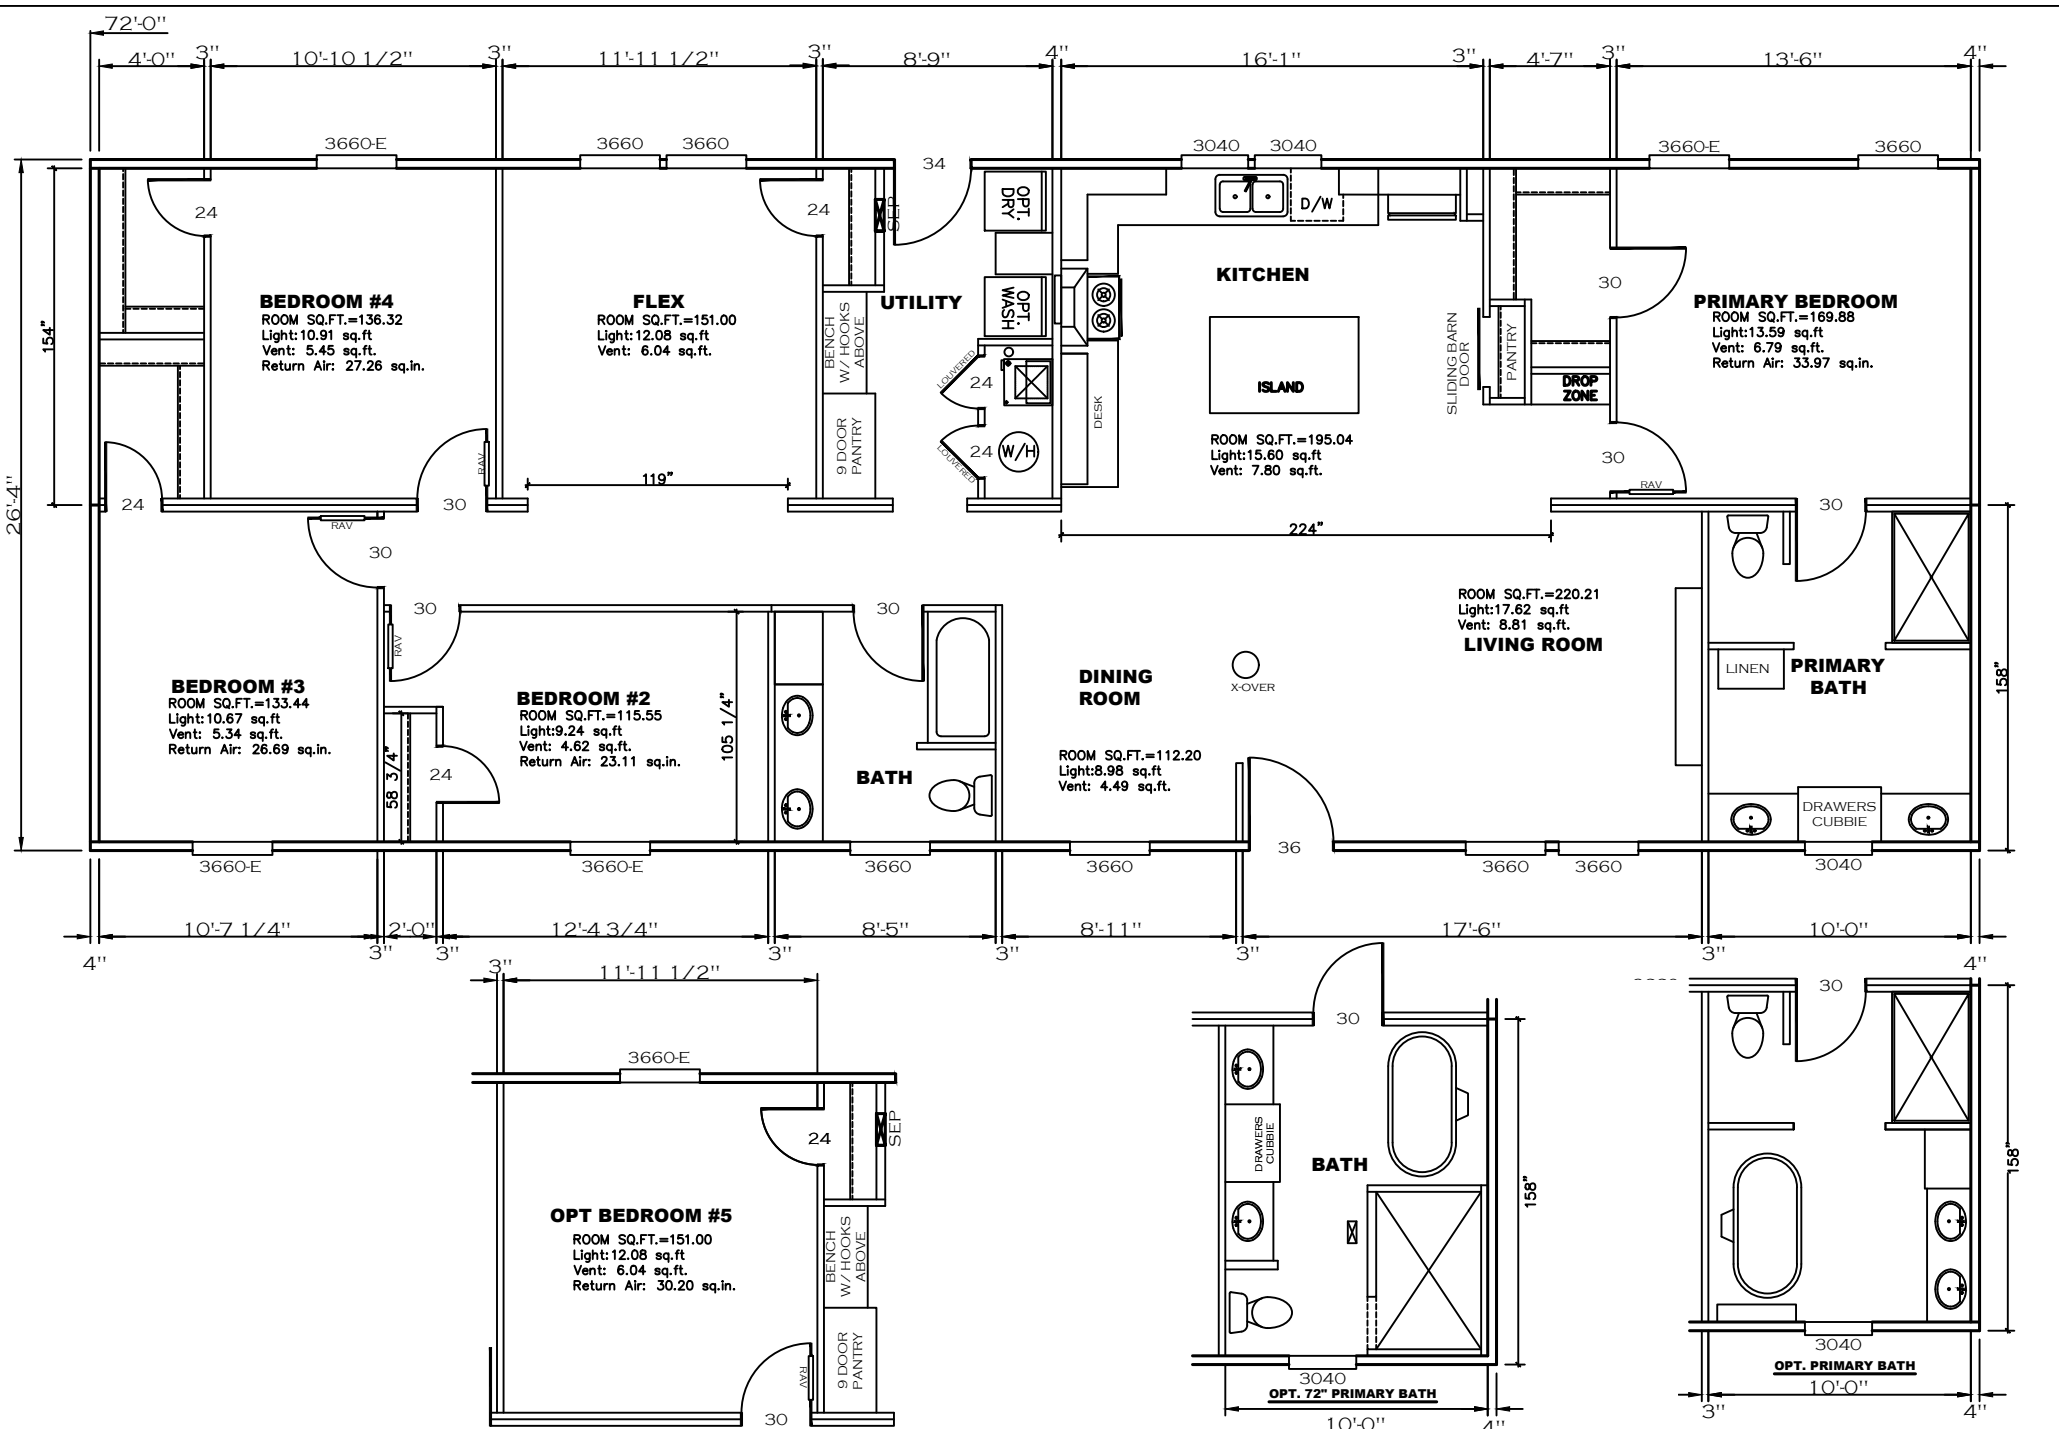 72'-0"
4'-0"
3"
10'-10 1/2"
3"
11'-11 1/2"
3"
8'-9"
4"
16'-1"
3"
4'-7"
3"
13'-6"
4"
3660-E
3660
3660
34
3040
3040
3660-E
3660
24
24
SEP
OPT.
DRY
D/W
154"
26'-4"
BEDROOM #4
ROOM SQ.FT.=136.32
Light:10.91 sq.ft
Vent: 5.45 sq.ft.
Return Air: 27.26 sq.in.
FLEX
ROOM SQ.FT.=151.00
Light:12.08 sq.ft
Vent: 6.04 sq.ft.
BENCH
W/ HOOKS
ABOVE
UTILITY
OPT.
WASH
KITCHEN
ISLAND
ROOM SQ.FT.=195.04
Light:15.60 sq.ft
Vent: 7.80 sq.ft.
SLIDING BARN
DOOR
PANTRY
30
DROP
ZONE
PRIMARY BEDROOM
ROOM SQ.FT.=169.88
Light:13.59 sq.ft
Vent: 6.79 sq.ft.
Return Air: 33.97 sq.in.
LOUVERED
24
24
LOUVERED
W/H
DESK
9 DOOR
PANTRY
30
RAV
24
RAV
30
119"
RAV
30
224"
30
30
RAV
30
BEDROOM #3
ROOM SQ.FT.=133.44
Light:10.67 sq.ft
Vent: 5.34 sq.ft.
Return Air: 26.69 sq.in.
58 3/4"
24
BEDROOM #2
ROOM SQ.FT.=115.55
Light:9.24 sq.ft
Vent: 4.62 sq.ft.
Return Air: 23.11 sq.in.
105 1/4"
BATH
DINING
ROOM
ROOM SQ.FT.=112.20
Light:8.98 sq.ft
Vent: 4.49 sq.ft.
X-OVER
ROOM SQ.FT.=220.21
Light:17.62 sq.ft
Vent: 8.81 sq.ft.
LIVING ROOM
LINEN
PRIMARY
BATH
158"
DRAWERS
CUBBIE
3660-E
3660-E
3660
3660
36
3660
3660
3040
4"
10'-7 1/4"
3"
2'-0"
3"
12'-4 3/4"
3"
8'-5"
3"
8'-11"
3"
17'-6"
3"
10'-0"
4"
3"
11'-11 1/2"
3660-E
24
SEP
OPT BEDROOM #5
ROOM SQ.FT.=151.00
Light:12.08 sq.ft
Vent: 6.04 sq.ft.
Return Air: 30.20 sq.in.
BENCH
W/ HOOKS
ABOVE
9 DOOR
PANTRY
RAV
30
30
DRAWERS
CUBBIE
BATH
158"
3040
OPT. 72" PRIMARY BATH
10'-0"
4"
30
158"
3040
OPT. PRIMARY BATH
10'-0"
3"
4"